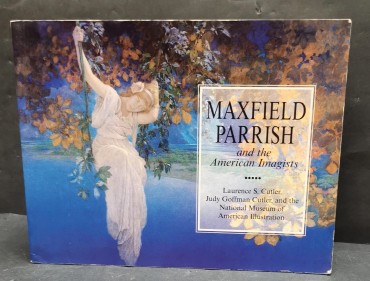 MAXFIELD
PARRISH
and the
American Imagists
•••••
Laurence S. Cutler,
Judy Goffman Cutler, and the
National Museum of
American Illustration